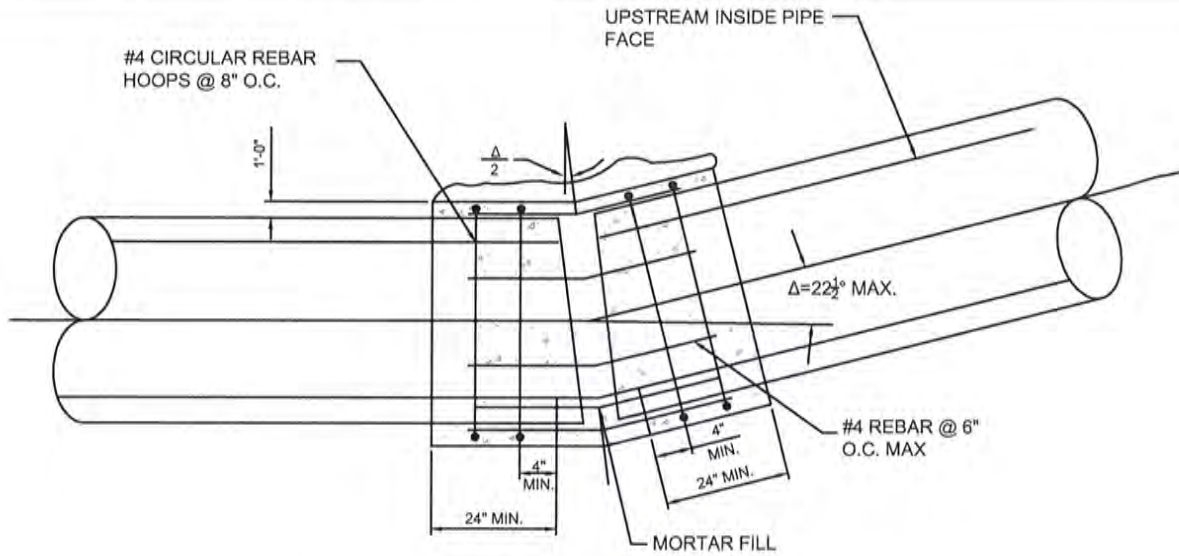 UPSTREAM INSIDE PIPE
FACE
#4 CIRCULAR REBAR
HOOPS @ 8" O.C.
1'-0"
Δ
2
Δ=22½° MAX.
#4 REBAR @ 6"
O.C. MAX
4"
MIN.
24" MIN.
4"
MIN.
24" MIN.
MORTAR FILL